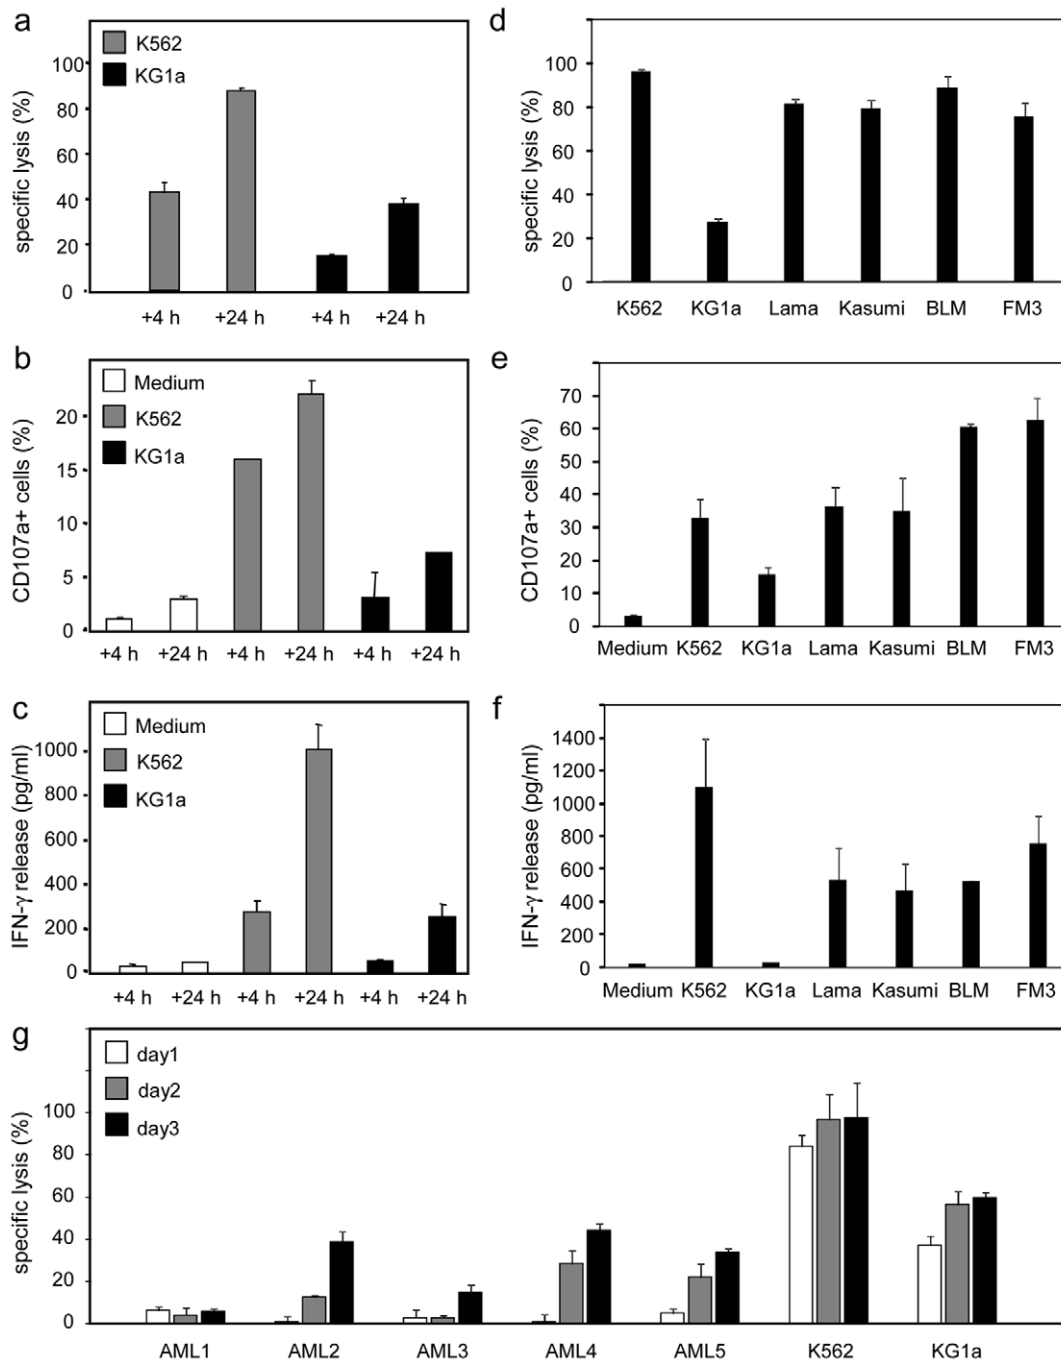 a
K562
KG1a
specific lysis (%)
100
80
60
40
20
0
+4 h +24 h +4 h +24 h
d
specific lysis (%)
100
80
60
40
20
0
K562 KG1a Lama Kasumi BLM FM3
b
Medium
K562
KG1a
CD107a+ cells (%)
20
15
10
5
0
+4 h +24 h +4 h +24 h +4 h +24 h
e
CD107a+ cells (%)
70
60
50
40
30
20
10
0
Medium K562 KG1a Lama Kasumi BLM FM3
c
Medium
K562
KG1a
IFN-γ release (pg/ml)
1000
800
600
400
200
0
+4 h +24 h +4 h +24 h +4 h +24 h
f
IFN-γ release (pg/ml)
1400
1200
1000
800
600
400
200
0
Medium K562 KG1a Lama Kasumi BLM FM3
g
day1
day2
day3
specific lysis (%)
100
80
60
40
20
0
AML1 AML2 AML3 AML4 AML5 K562 KG1a